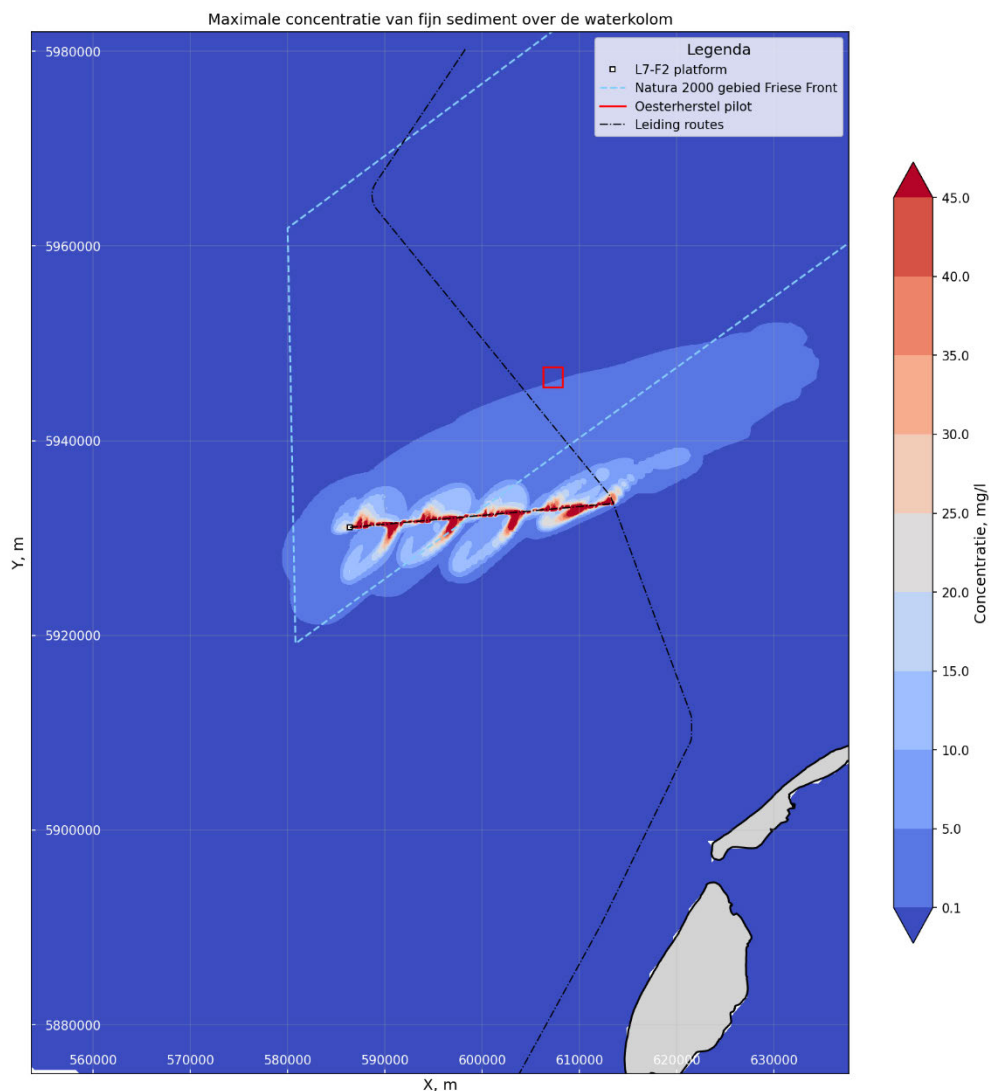 Maximale concentratie van fijn sediment over de waterkolom
Legenda
L7-F2 platform
Natura 2000 gebied Friese Front
Oesterherstel pilot
Leiding routes
5980000
5960000
5940000
5920000
5900000
5880000
Y, m
560000 570000 580000 590000 600000 610000 620000 630000
X, m
45.0
40.0
35.0
30.0
25.0
20.0
15.0
10.0
5.0
0.1
Concentratie, mg/l